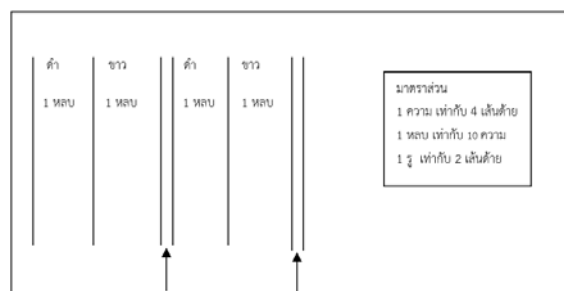 ดำ ขาว ดำ ขาว
1 หลบ 1 หลบ 1 หลบ 1 หลบ
มาตราส่วน
1 ความ เท่ากับ 4 เส้นด้าย
1 หลบ เท่ากับ 10 ความ
1 รู เท่ากับ 2 เส้นด้าย